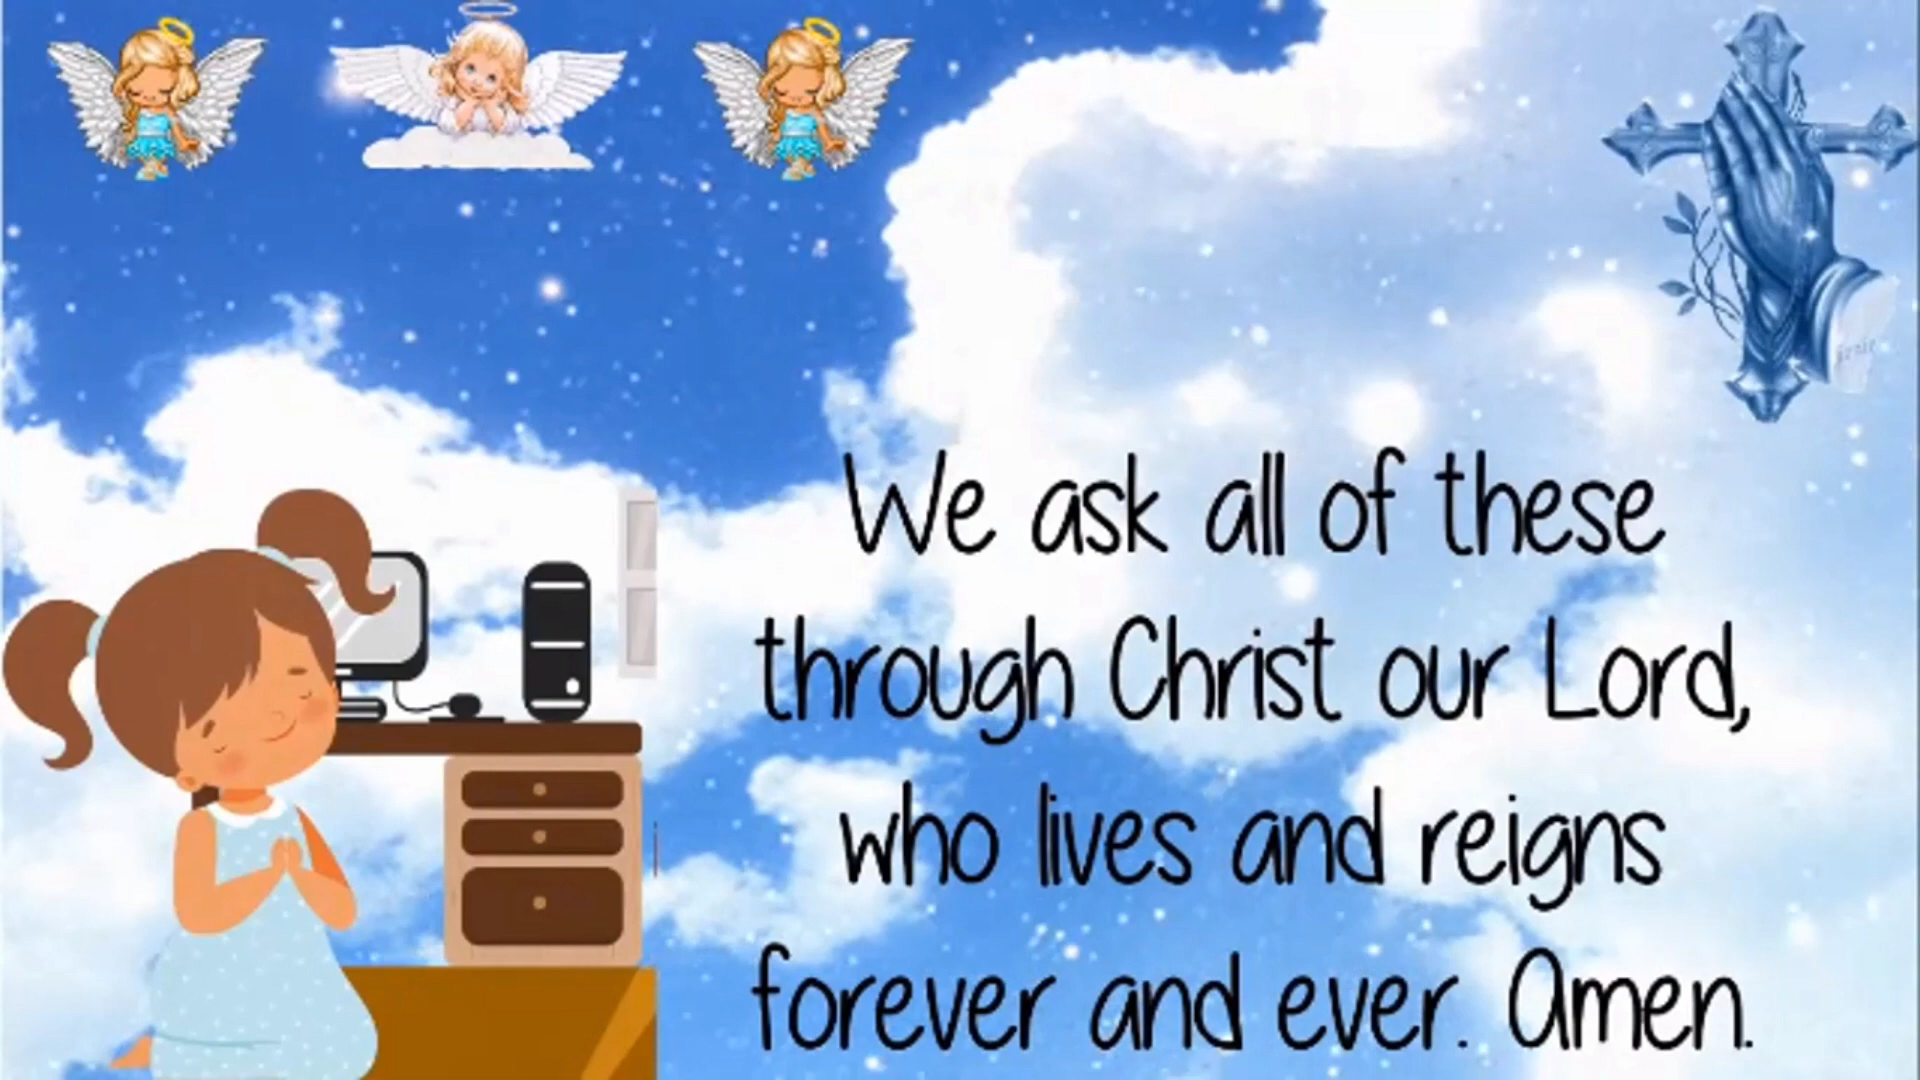 We ask all of these
through Christ our Lord,
who lives and reigns
forever and ever. Amen.